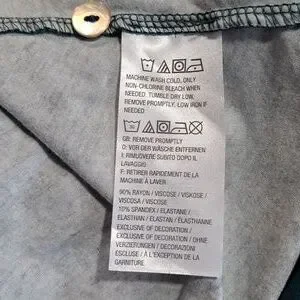 MACHINE WASH COLD, ONLY
NON-CHLORINE BLEACH WHEN
NEEDED, TUMBLE DRY LOW,
REMOVE PROMPTLY, LOW IRON IF
NEEDED
GB: REMOVE PROMPTLY
D: VOR DER WÄSCHE ENTFERNEN
I: RIMUOVERE SUBITO DOPO IL
LAVAGGIO
F: RETIRER RAPIDEMENT DE LA
MACHINE A LAVER
90% RAYON / VISCOSE / VISKOSE /
VISCOSA / VISCOSE
10% SPANDEX / ELASTANE /
ELASTHAN / ELASTAN / ÉLASTHANNE
EXCLUSIVE OF DECORATION /
EXCLUSIVE OF DECORATION / OHNE
VERZIERUNGEN / DECORAZIONI
ESCLUSE / À L'EXCEPTION DE LA
GARNITURE